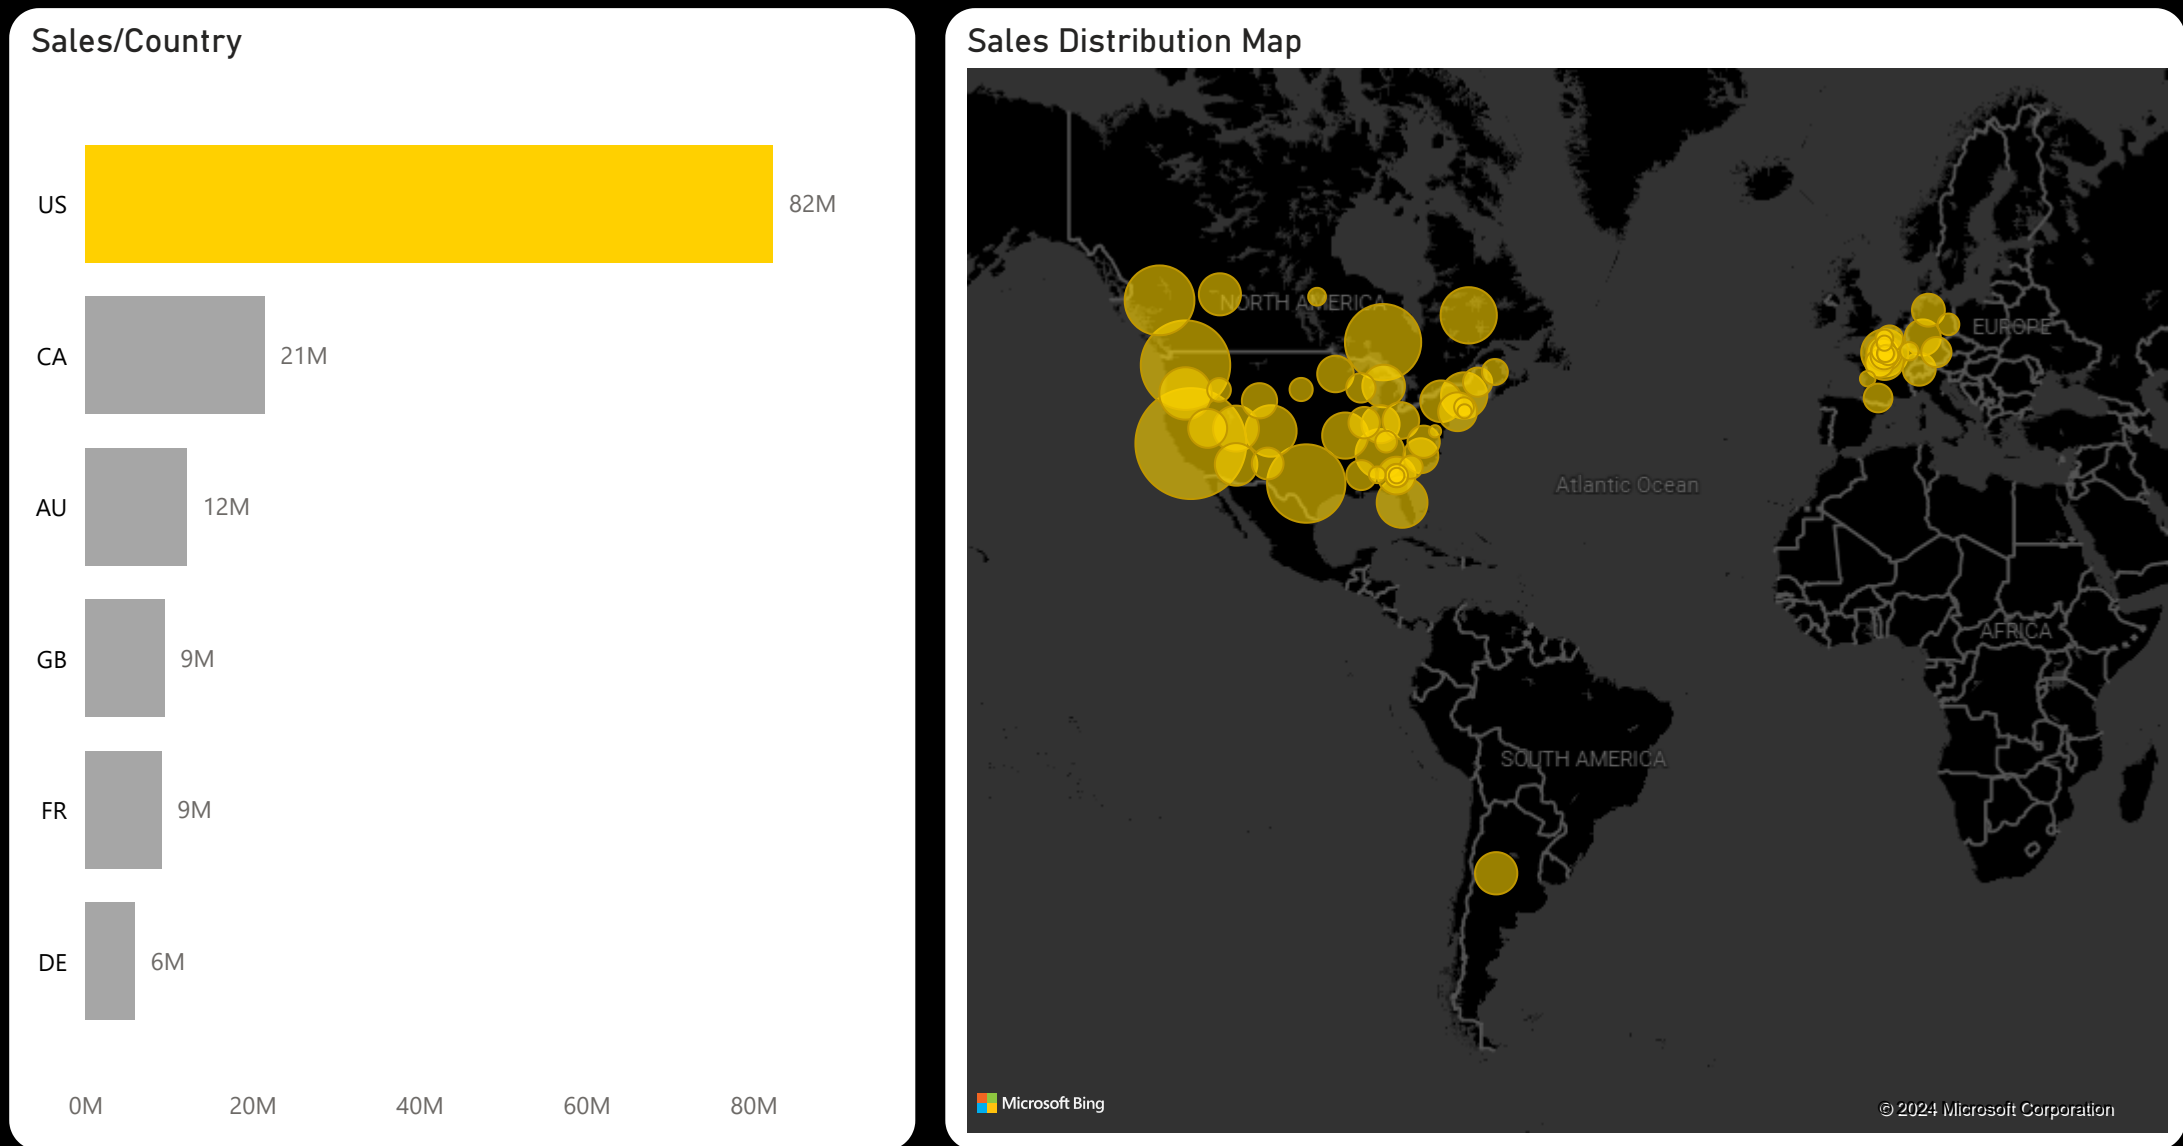 Sales/Country
US 82M
CA 21M
AU 12M
GB 9M
FR 9M
DE 6M
0M 20M 40M 60M 80M
Sales Distribution Map
NORTH AMERICA
EUROPE
Atlantic Ocean
AFRICA
SOUTH AMERICA
Microsoft Bing
© 2024 Microsoft Corporation